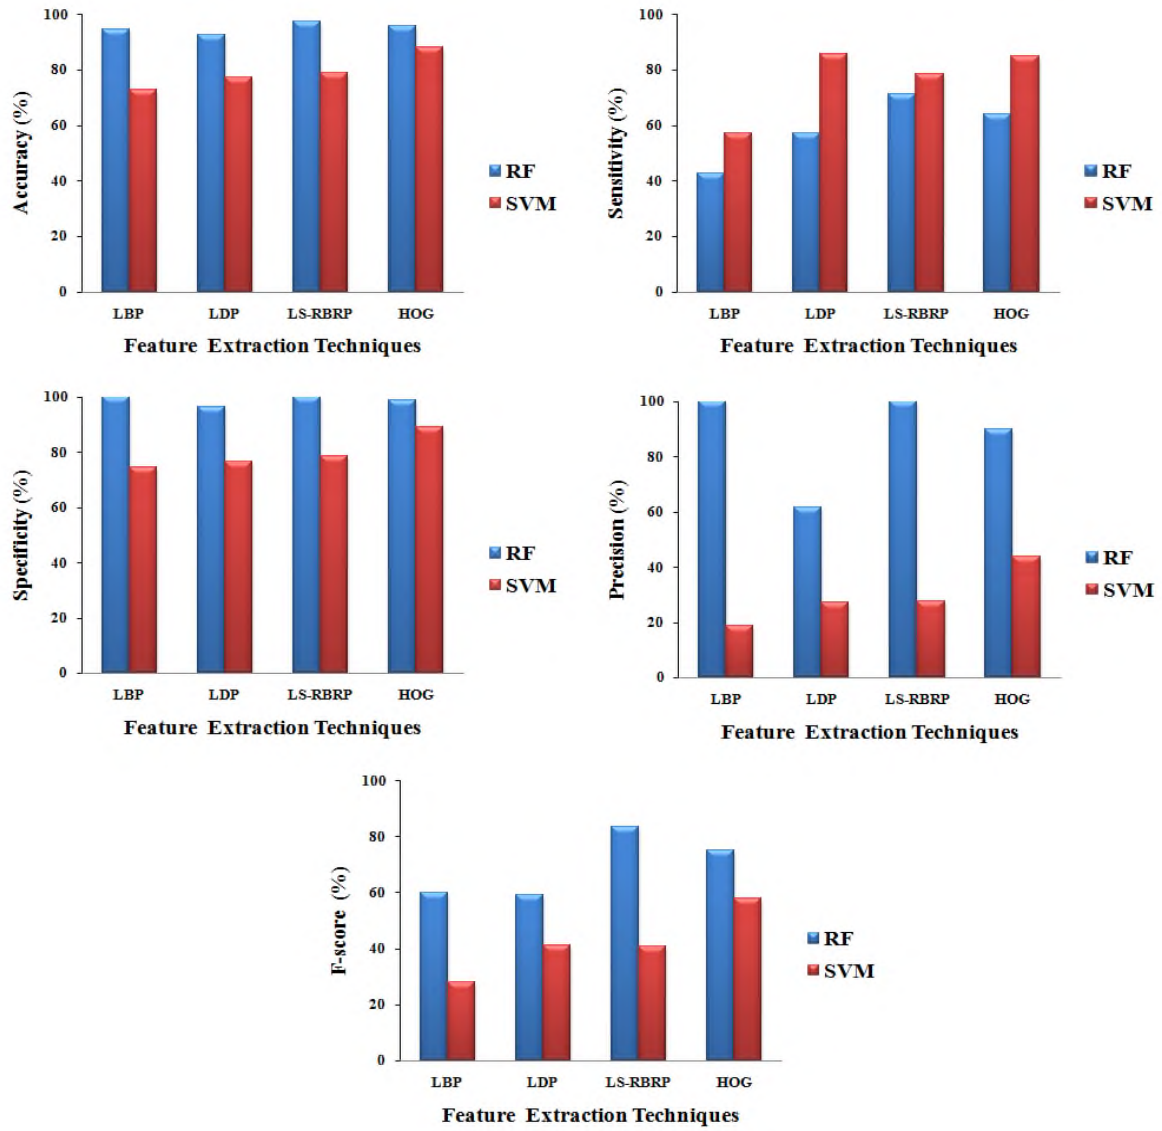 100
80
60
40
20
0
Accuracy (%)
LBP LDP LS-RBRP HOG
Feature Extraction Techniques
RF
SVM
100
80
60
40
20
0
Sensitivity (%)
LBP LDP LS-RBRP HOG
Feature Extraction Techniques
RF
SVM
100
80
60
40
20
0
Specificity (%)
LBP LDP LS-RBRP HOG
Feature Extraction Techniques
RF
SVM
100
80
60
40
20
0
Precision (%)
LBP LDP LS-RBRP HOG
Feature Extraction Techniques
RF
SVM
100
80
60
40
20
0
F-score (%)
LBP LDP LS-RBRP HOG
Feature Extraction Techniques
RF
SVM